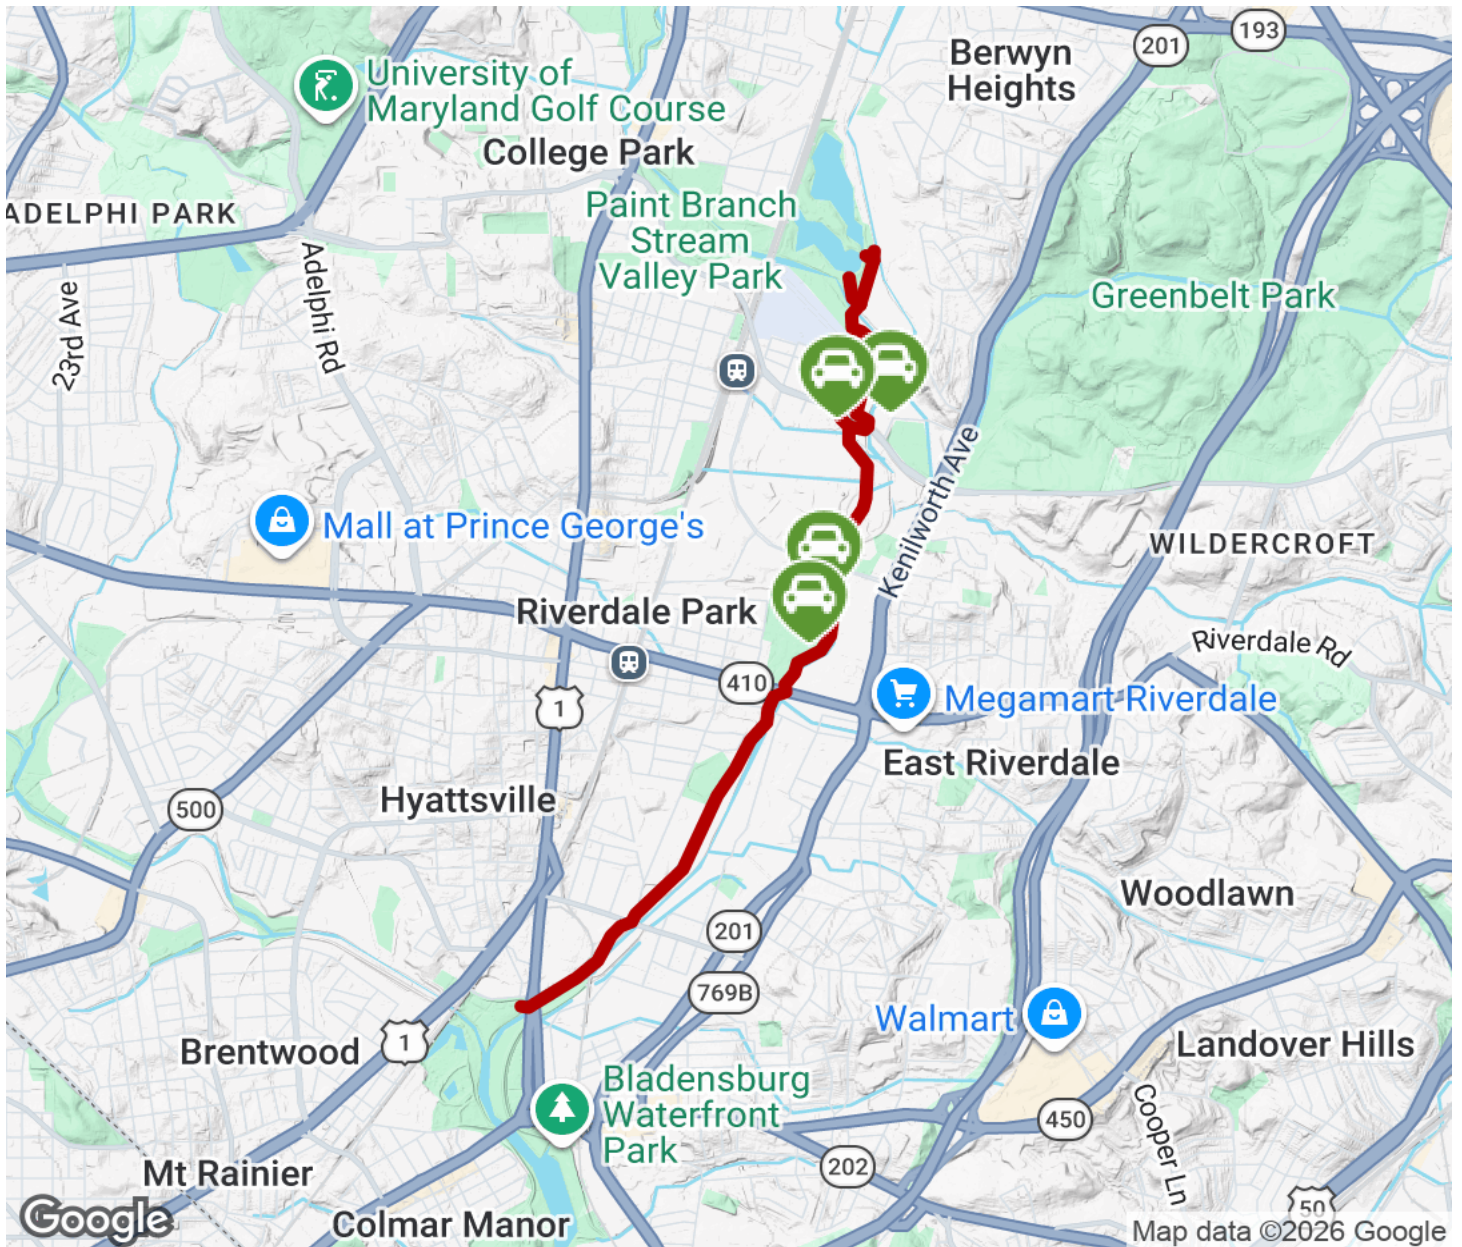 193
201
Berwyn
Heights
University of
Maryland Golf Course
College Park
ADELPHI PARK
Paint Branch
Stream
Valley Park
Adelphi Rd
23rd Ave
Greenbelt Park
Kenilworth Ave
Mall at Prince George's
WILDERCROFT
Riverdale Park
Riverdale Rd
410
1
Megamart Riverdale
East Riverdale
Hyattsville
500
Woodlawn
201
769B
Walmart
1
Brentwood
Landover Hills
Bladensburg
Waterfront
Park
Cooper Ln
450
202
Mt Rainier
50
Colmar Manor
Google
Map data ©2026 Google